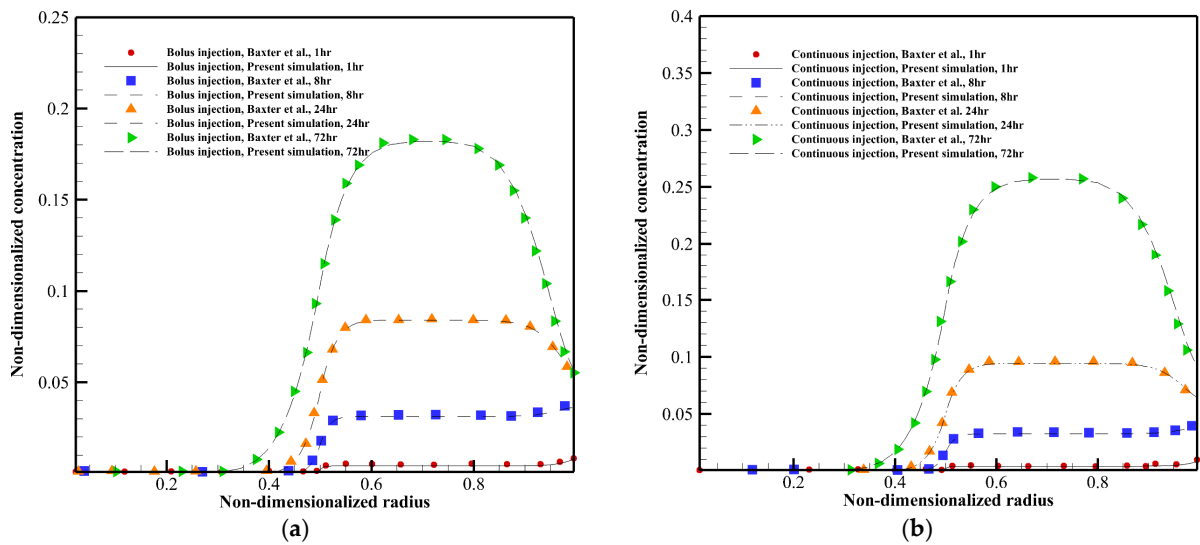 0.25
0.2
0.15
0.1
0.05
0.2
0.4
0.6
0.8
Non-dimensionalized concentration
Non-dimensionalized radius
Bolus injection, Baxter et al., 1hr
Bolus injection, Present simulation, 1hr
Bolus injection, Baxter et al., 8hr
Bolus injection, Present simulation, 8hr
Bolus injection, Baxter et al., 24hr
Bolus injection, Present simulation, 24hr
Bolus injection, Baxter et al., 72hr
Bolus injection, Present simulation, 72hr
(a)
0.4
0.35
0.3
0.25
0.2
0.15
0.1
0.05
0.2
0.4
0.6
0.8
Non-dimensionalized concentration
Non-dimensionalized radius
Continuous injection, Baxter et al., 1hr
Continuous injection, Present simulation, 1hr
Continuous injection, Baxter et al., 8hr
Continuous injection, Present simulation, 8hr
Continuous injection, Baxter et al. 24hr
Continuous injection, Present simulation, 24hr
Continuous injection, Baxter et al., 72hr
Continuous injection, Present simulation, 72hr
(b)